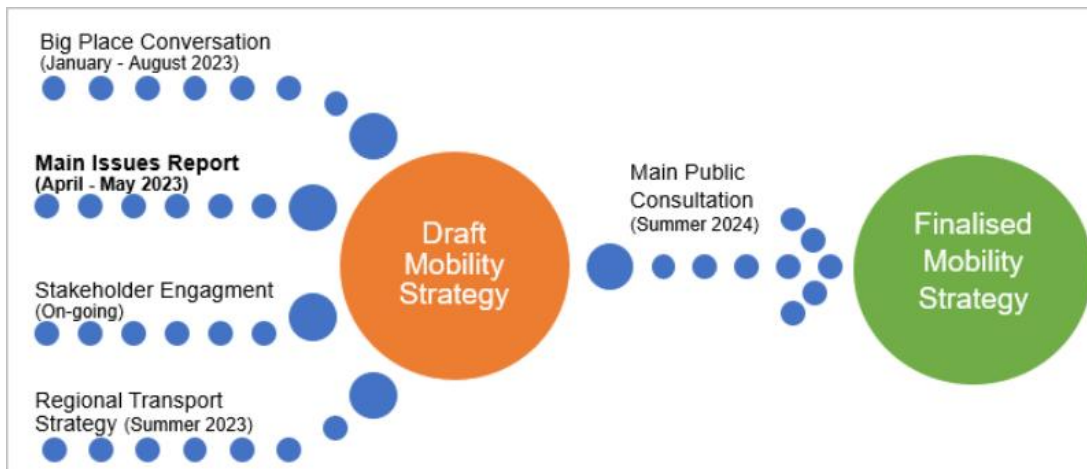 Big Place Conversation
(January - August 2023)
Main Issues Report
(April - May 2023)
Stakeholder Engagment
(On-going)
Regional Transport
Strategy (Summer 2023)
Draft
Mobility
Strategy
Main Public
Consultation
(Summer 2024)
Finalised
Mobility
Strategy